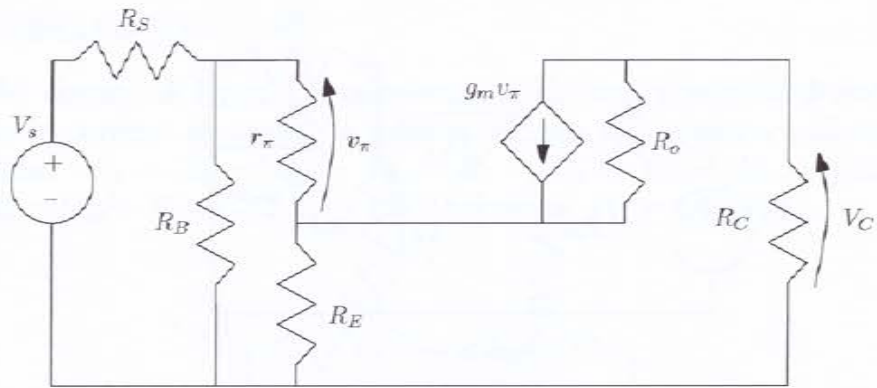 R_S
g_m v_π
V_s
+
−
r_π
v_π
R_o
R_B
R_C
V_C
R_E